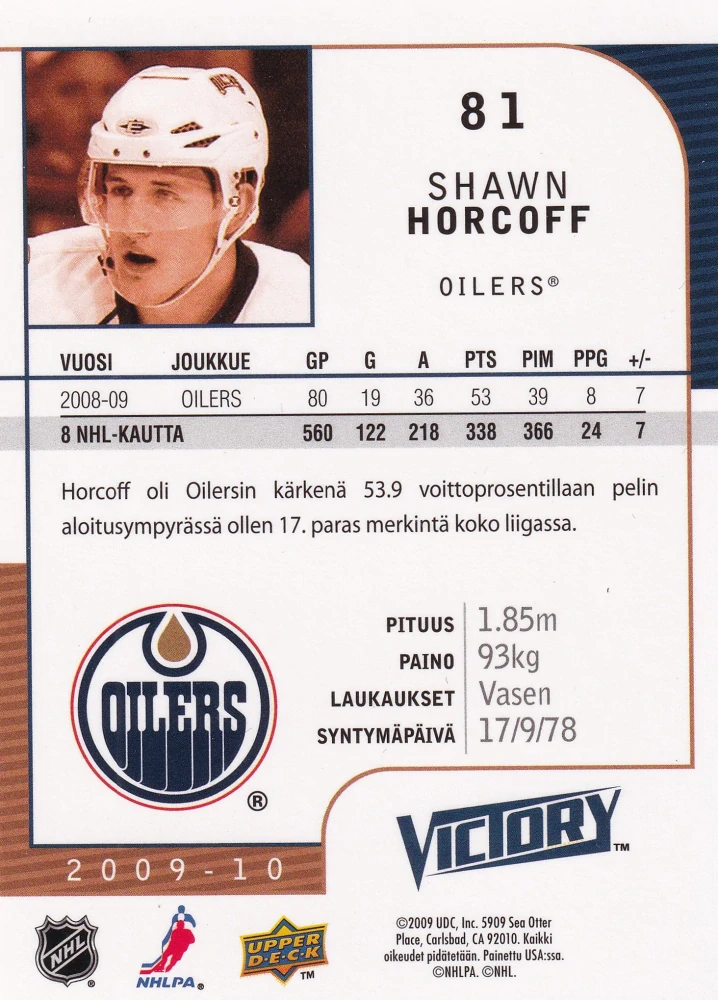 81
SHAWN
HORCOFF
OILERS®
VUOSI JOUKKUE GP G A PTS PIM PPG +/-
2008-09 OILERS 80 19 36 53 39 8 7
8 NHL-KAUTTA 560 122 218 338 366 24 7
Horcoff oli Oilersin kärkenä 53.9 voittoprosentillaan pelin
aloitusympyrässä ollen 17. paras merkintä koko liigassa.
PITUUS 1.85m
PAINO 93kg
LAUKAUKSET Vasen
SYNTYMÄPÄIVÄ 17/9/78
OILERS
®
VICTORY™
2009-10
NHL®
NHLPA®
UPPER
D·E·C·K™
©2009 UDC, Inc. 5909 Sea Otter
Place, Carlsbad, CA 92010. Kaikki
oikeudet pidätetään. Painettu USA:ssa.
©NHLPA. ©NHL.